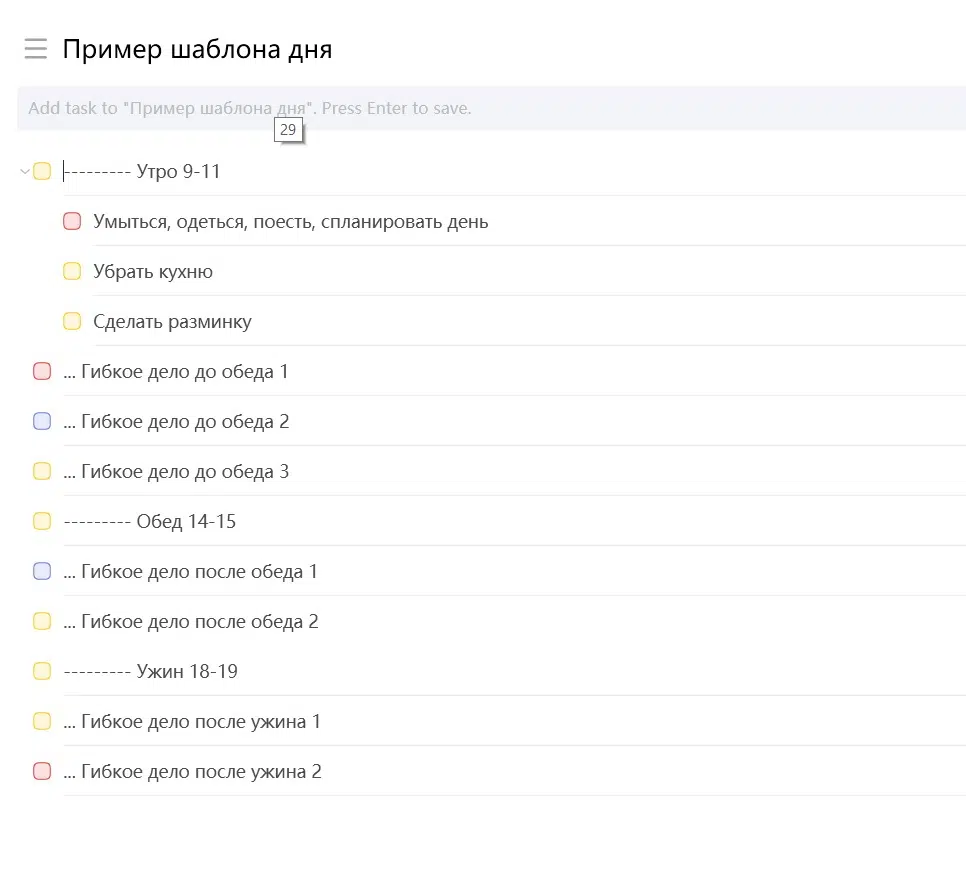 Пример шаблона дня
Add task to "Пример шаблона дня". Press Enter to save.
29
--------- Утро 9-11
Умыться, одеться, поесть, спланировать день
Убрать кухню
Сделать разминку
... Гибкое дело до обеда 1
... Гибкое дело до обеда 2
... Гибкое дело до обеда 3
--------- Обед 14-15
... Гибкое дело после обеда 1
... Гибкое дело после обеда 2
--------- Ужин 18-19
... Гибкое дело после ужина 1
... Гибкое дело после ужина 2